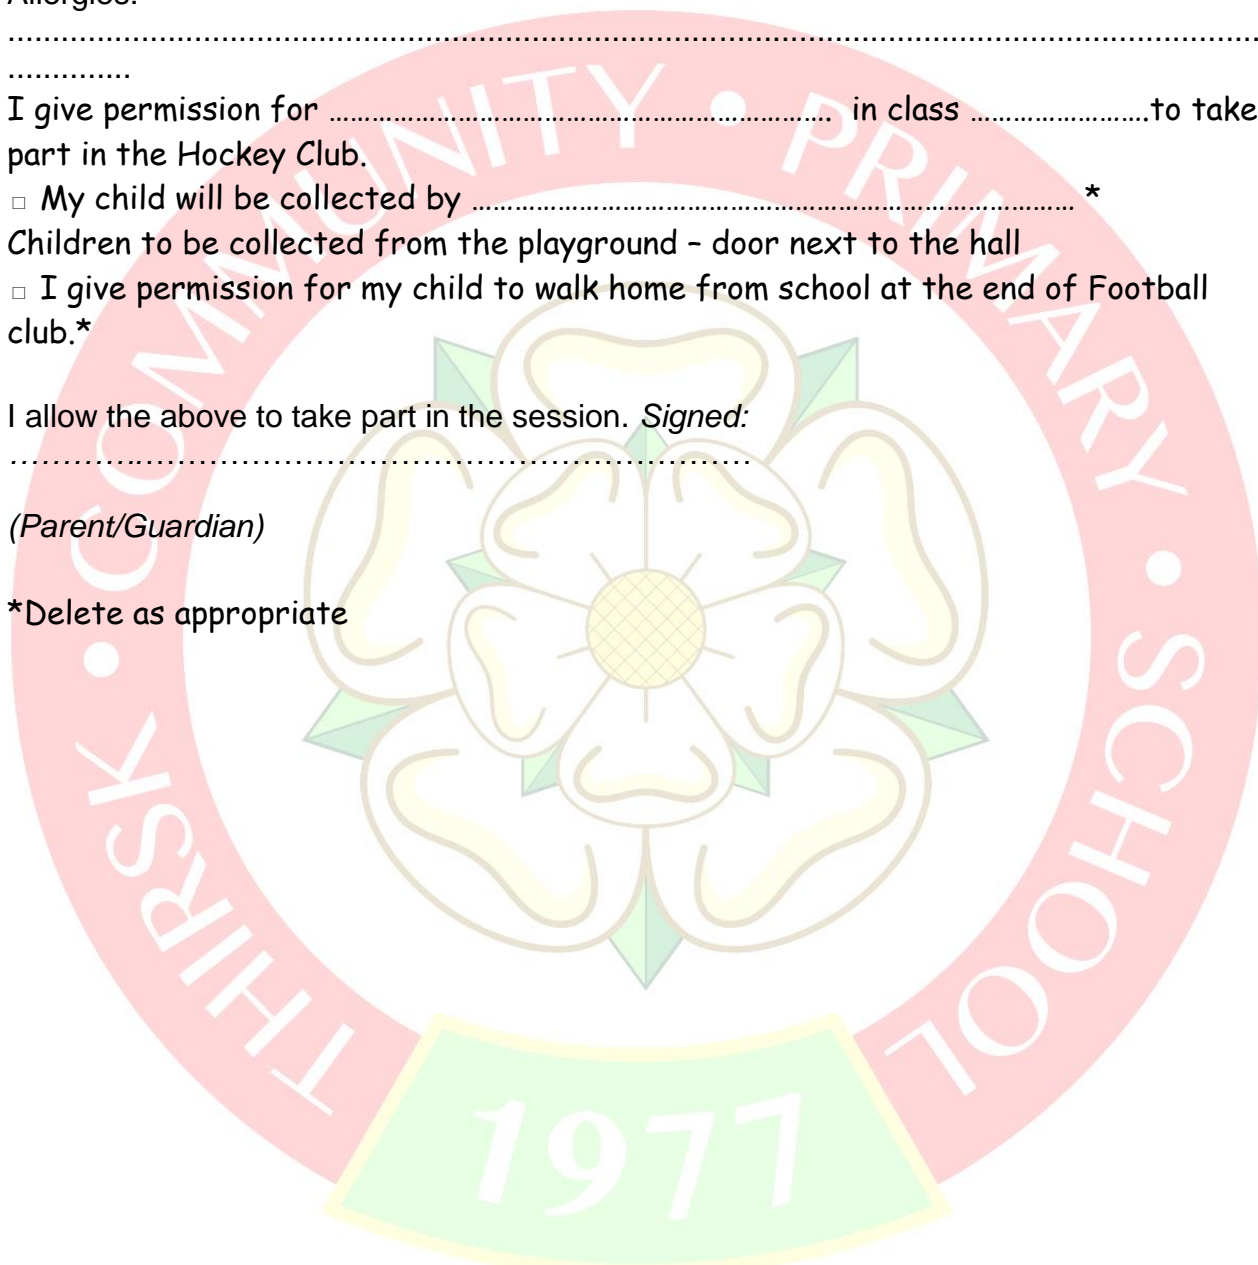 Allergies:
........................................................................................................................................
..............
I give permission for ……………………………………………………………. in class …………………….to take
part in the Hockey Club.
□ My child will be collected by ………………………………………………………………………… *
Children to be collected from the playground – door next to the hall
□ I give permission for my child to walk home from school at the end of Football
club.*
I allow the above to take part in the session. Signed:
…………..…………………………………………………
(Parent/Guardian)
*Delete as appropriate
THIRSK • COMMUNITY • PRIMARY • SCHOOL
1977